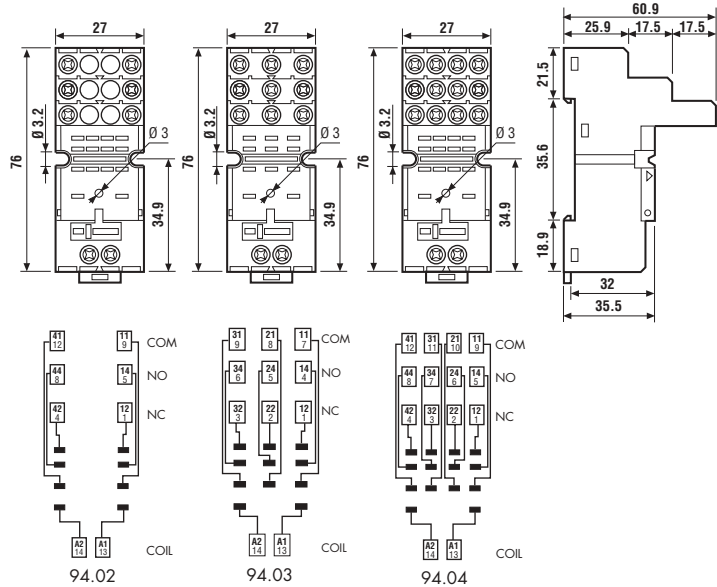 27
27
27
60.9
25.9 17.5 17.5
21.5
Ø 3.2
Ø 3
76
34.9
Ø 3.2
Ø 3
76
34.9
Ø 3.2
Ø 3
76
34.9
35.6
18.9
32
35.5
41 11
12 9
COM
44 14
8 5
NO
42 12
4 1
NC
A2 A1
14 13
COIL
94.02
31 21 11
9 8 7
COM
34 24 14
6 5 4
NO
32 22 12
3 2 1
NC
A2 A1
14 13
COIL
94.03
41 31 21 11
12 11 10 9
COM
44 34 24 14
8 7 6 5
NO
42 32 22 12
4 3 2 1
NC
A2 A1
14 13
COIL
94.04